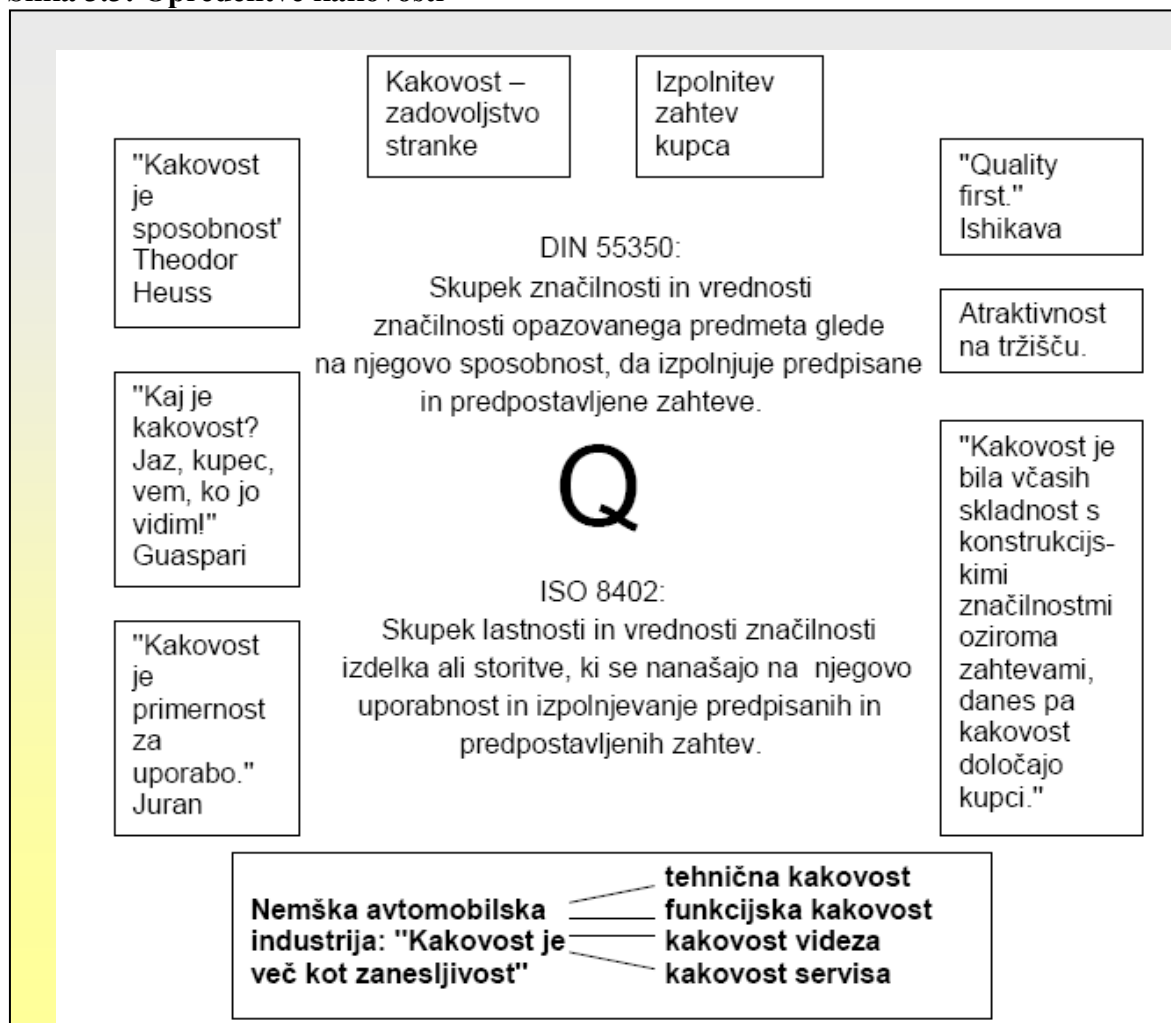 Kakovost –
zadovoljstvo
stranke
Izpolnitev
zahtev
kupca
"Kakovost
je
sposobnost'
Theodor
Heuss
"Quality
first."
Ishikava
DIN 55350:
Skupek značilnosti in vrednosti
značilnosti opazovanega predmeta glede
na njegovo sposobnost, da izpolnjuje predpisane
in predpostavljene zahteve.
Atraktivnost
na tržišču.
"Kaj je
kakovost?
Jaz, kupec,
vem, ko jo
vidim!"
Guaspari
Q
"Kakovost je
bila včasih
skladnost s
konstrukcijs-
kimi
značilnostmi
oziroma
zahtevami,
danes pa
kakovost
določajo
kupci."
ISO 8402:
Skupek lastnosti in vrednosti značilnosti
izdelka ali storitve, ki se nanašajo na njegovo
uporabnost in izpolnjevanje predpisanih in
predpostavljenih zahtev.
"Kakovost
je
primernost
za
uporabo."
Juran
Nemška avtomobilska
industrija: "Kakovost je
več kot zanesljivost"
tehnična kakovost
funkcijska kakovost
kakovost videza
kakovost servisa